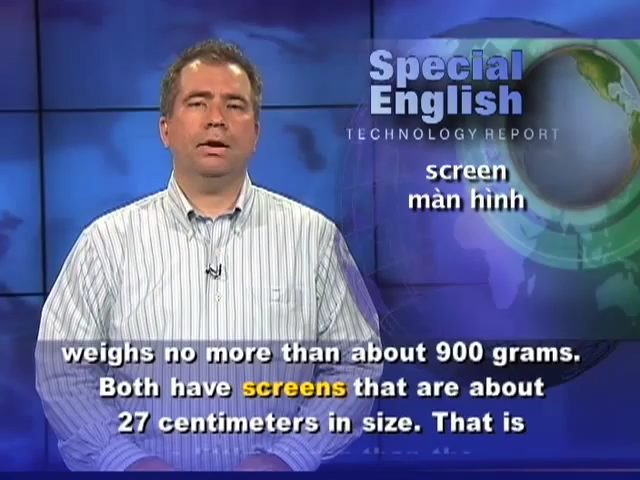 Special
English
TECHNOLOGY REPORT
screen
màn hình
weighs no more than about 900 grams.
Both have screens that are about
27 centimeters in size. That is